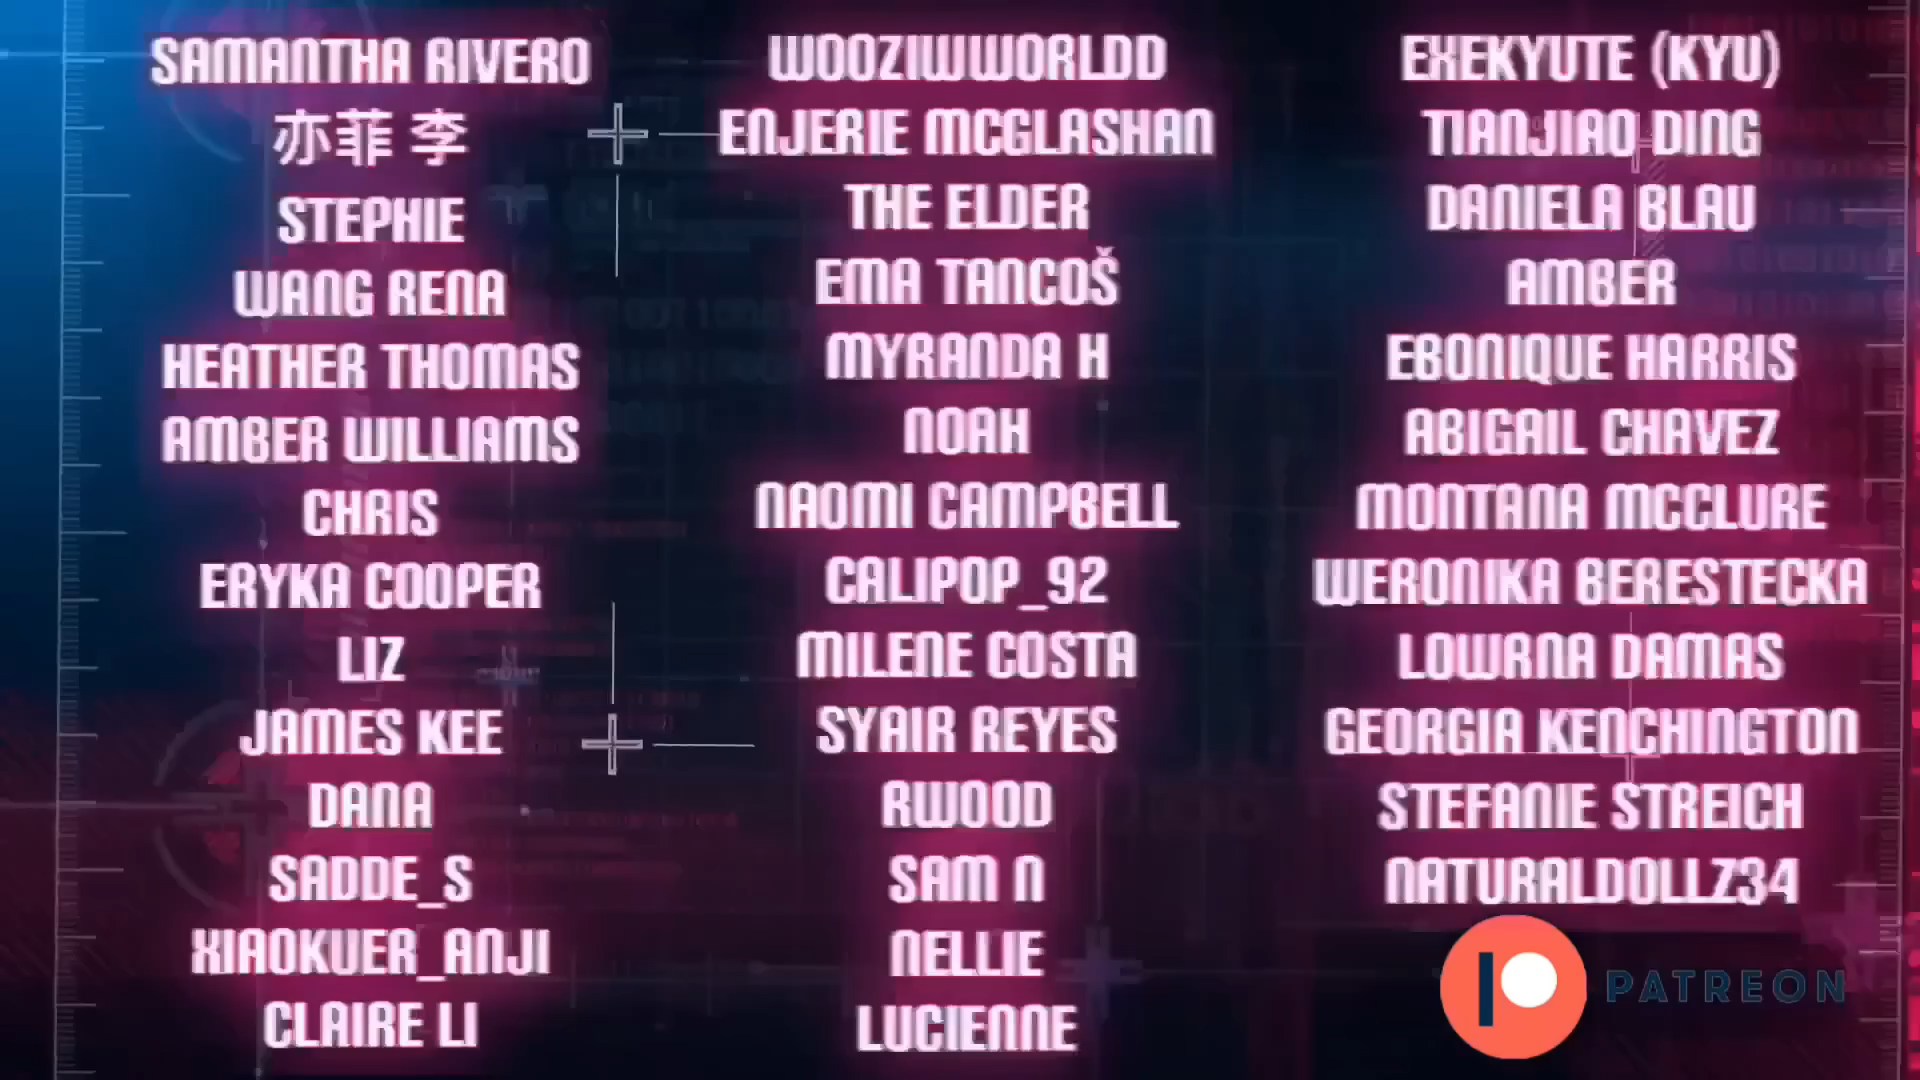 SAMANTHA RIVERO
亦菲 李
STEPHIE
WANG RENA
HEATHER THOMAS
AMBER WILLIAMS
CHRIS
ERYKA COOPER
LIZ
JAMES KEE
DANA
SADDE_S
XIAOKUER_ANJI
CLAIRE LI
WOOZIWWORLDD
ENJERIE MCGLASHAN
THE ELDER
EMA TANCOŠ
MYRANDA H
NOAH
NAOMI CAMPBELL
CALIPOP_92
MILENE COSTA
SYAIR REYES
RWOOD
SAM N
NELLIE
LUCIENNE
EXEKYUTE (KYU)
TIANJIAO DING
DANIELA BLAU
AMBER
EBONIQUE HARRIS
ABIGAIL CHAVEZ
MONTANA MCCLURE
WERONIKA BERESTECKA
LOWRNA DAMAS
GEORGIA KENCHINGTON
STEFANIE STREICH
NATURALDOLLZ34
PATREON